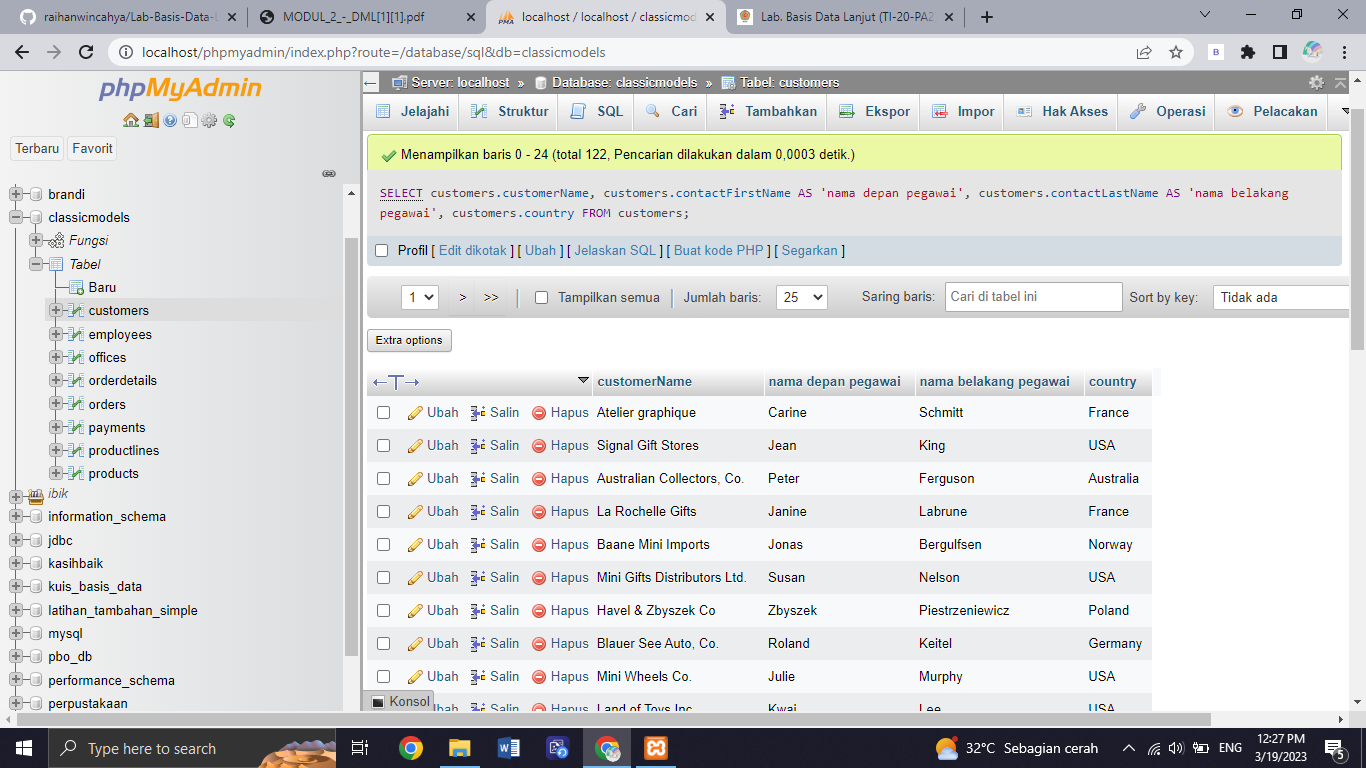 raihanwincahya/Lab-Basis-Data-L
MODUL_2_-_DML[1][1].pdf
localhost / localhost / classicmod
Lab. Basis Data Lanjut (TI-20-PA2
localhost/phpmyadmin/index.php?route=/database/sql&db=classicmodels
phpMyAdmin
Terbaru Favorit
brandi
classicmodels
Fungsi
Tabel
Baru
customers
employees
offices
orderdetails
orders
payments
productlines
products
ibik
information_schema
jdbc
kasihbaik
kuis_basis_data
latihan_tambahan_simple
mysql
pbo_db
performance_schema
perpustakaan
Server: localhost » Database: classicmodels » Tabel: customers
Jelajahi Struktur SQL Cari Tambahkan Ekspor Impor Hak Akses Operasi Pelacakan
Menampilkan baris 0 - 24 (total 122, Pencarian dilakukan dalam 0,0003 detik.)
SELECT customers.customerName, customers.contactFirstName AS 'nama depan pegawai', customers.contactLastName AS 'nama belakang
pegawai', customers.country FROM customers;
Profil [ Edit dikotak ] [ Ubah ] [ Jelaskan SQL ] [ Buat kode PHP ] [ Segarkan ]
1 > >> Tampilkan semua Jumlah baris: 25 Saring baris: Cari di tabel ini Sort by key: Tidak ada
Extra options
customerName nama depan pegawai nama belakang pegawai country
Ubah Salin Hapus Atelier graphique Carine Schmitt France
Ubah Salin Hapus Signal Gift Stores Jean King USA
Ubah Salin Hapus Australian Collectors, Co. Peter Ferguson Australia
Ubah Salin Hapus La Rochelle Gifts Janine Labrune France
Ubah Salin Hapus Baane Mini Imports Jonas Bergulfsen Norway
Ubah Salin Hapus Mini Gifts Distributors Ltd. Susan Nelson USA
Ubah Salin Hapus Havel & Zbyszek Co Zbyszek Piestrzeniewicz Poland
Ubah Salin Hapus Blauer See Auto, Co. Roland Keitel Germany
Ubah Salin Hapus Mini Wheels Co. Julie Murphy USA
Salin Hapus Land of Toys Inc. Kwai Lee USA
Konsol
Type here to search
32°C Sebagian cerah
ENG
12:27 PM
3/19/2023
5